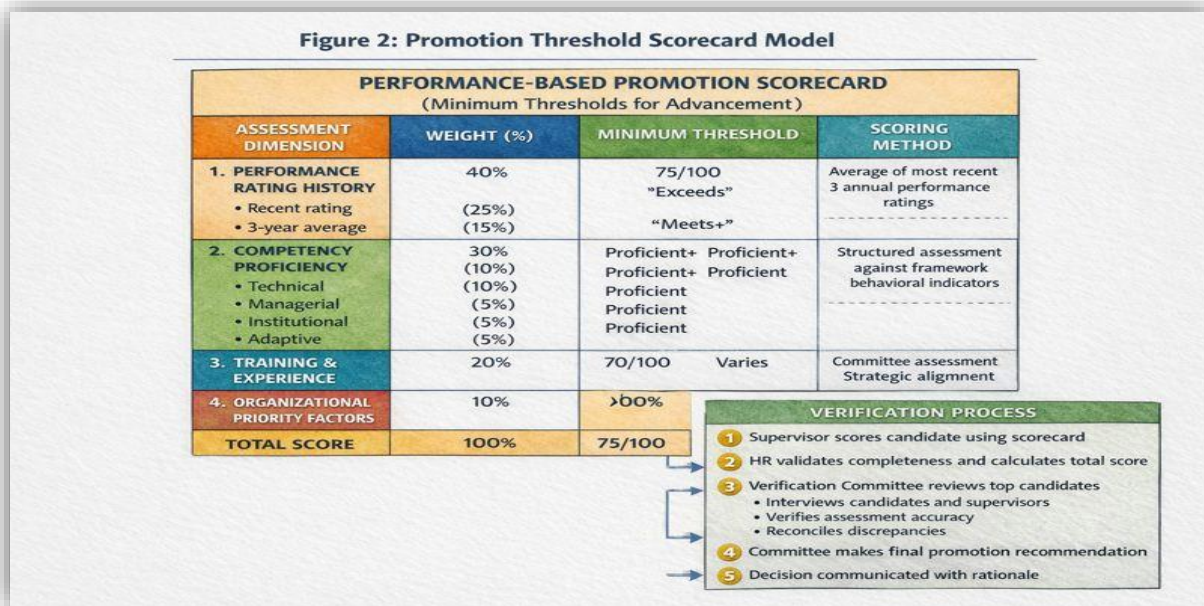 Figure 2: Promotion Threshold Scorecard Model
PERFORMANCE-BASED PROMOTION SCORECARD
(Minimum Thresholds for Advancement)
ASSESSMENT DIMENSION
WEIGHT (%)
MINIMUM THRESHOLD
SCORING METHOD
1. PERFORMANCE
RATING HISTORY
• Recent rating
• 3-year average
40%
(25%)
(15%)
75/100
"Exceeds"
"Meets+"
Average of most recent
3 annual performance
ratings
2. COMPETENCY
PROFICIENCY
• Technical
• Managerial
• Institutional
• Adaptive
30%
(10%)
(10%)
(5%)
(5%)
(5%)
Proficient+ Proficient+
Proficient+ Proficient
Proficient
Proficient
Proficient
Structured assessment
against framework
behavioral indicators
3. TRAINING &
EXPERIENCE
20%
70/100 Varies
Committee assessment
Strategic alignment
4. ORGANIZATIONAL
PRIORITY FACTORS
10%
TOTAL SCORE
100%
75/100
VERIFICATION PROCESS
1 Supervisor scores candidate using scorecard
2 HR validates completeness and calculates total score
3 Verification Committee reviews top candidates
• Interviews candidates and supervisors
• Verifies assessment accuracy
• Reconciles discrepancies
4 Committee makes final promotion recommendation
5 Decision communicated with rationale